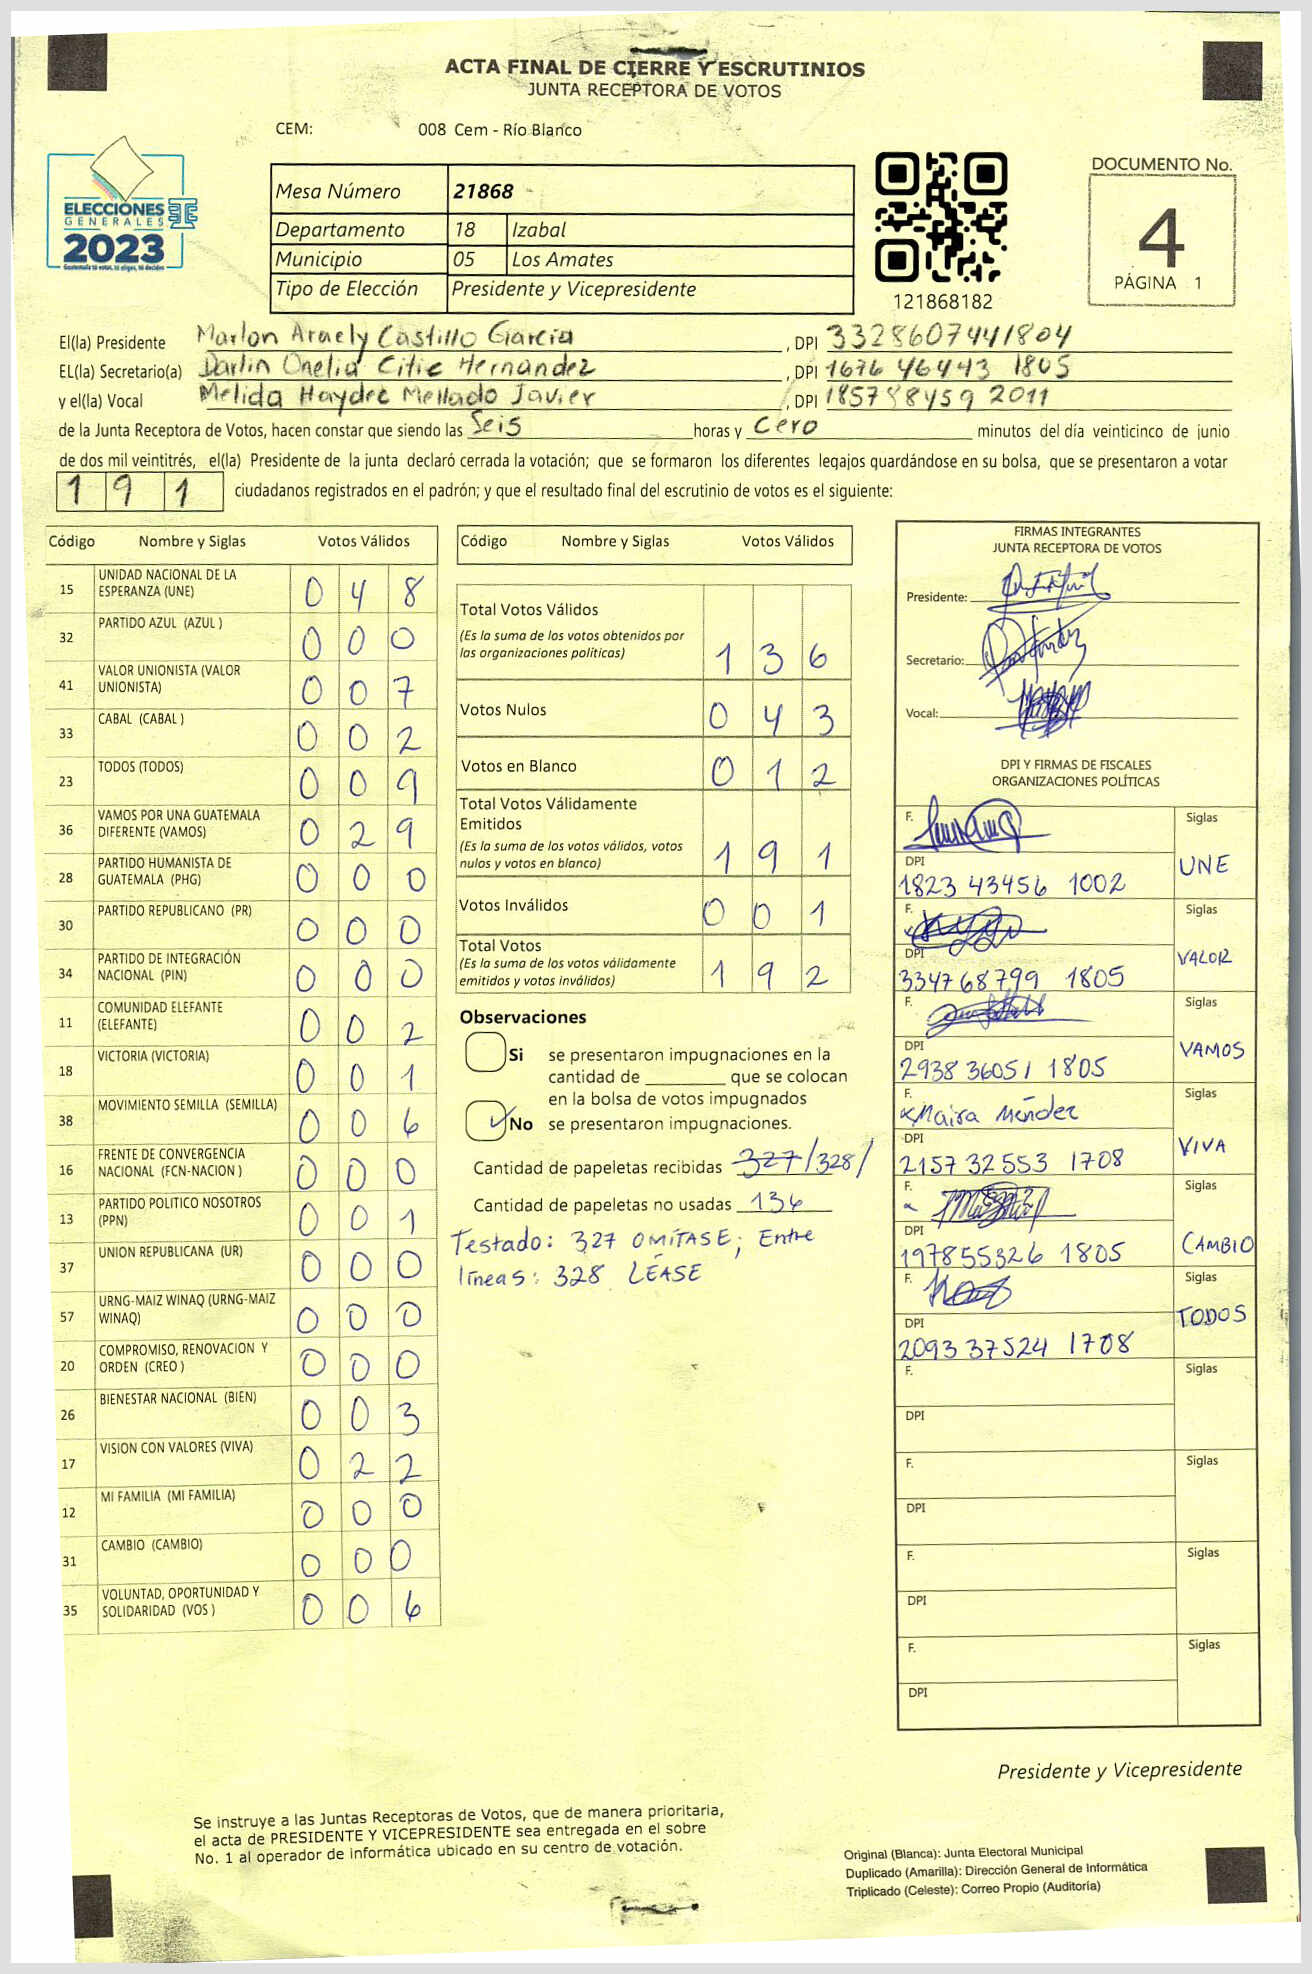 ACTA FINAL DE CIERRE Y ESCRUTINIOS
JUNTA RECEPTORA DE VOTOS
CEM: 008 Cem - Río Blanco
ELECCIONES
GENERALES
2023
Mesa Número 21868
Departamento 18 Izabal
Municipio 05 Los Amates
Tipo de Elección Presidente y Vicepresidente
121868182
DOCUMENTO No.
4
PÁGINA 1
El(la) Presidente Marlon Araely Castillo Garcia, DPI 3328607441804
EL(la) Secretario(a) Darlin Onelia Citic Hernandez, DPI 1676 46443 1805
y el(la) Vocal Melida Haydee Mellado Javier, DPI 185788459 2011
de la Junta Receptora de Votos, hacen constar que siendo las Seis horas y Cero minutos del día veinticinco de junio
de dos mil veintitrés, el(la) Presidente de la junta declaró cerrada la votación; que se formaron los diferentes legajos guardándose en su bolsa, que se presentaron a votar
191 ciudadanos registrados en el padrón; y que el resultado final del escrutinio de votos es el siguiente:
Código Nombre y Siglas Votos Válidos
15 UNIDAD NACIONAL DE LA ESPERANZA (UNE) 0 4 8
32 PARTIDO AZUL (AZUL ) 0 0 0
41 VALOR UNIONISTA (VALOR UNIONISTA) 0 0 7
33 CABAL (CABAL ) 0 0 2
23 TODOS (TODOS) 0 0 9
36 VAMOS POR UNA GUATEMALA DIFERENTE (VAMOS) 0 2 9
28 PARTIDO HUMANISTA DE GUATEMALA (PHG) 0 0 0
30 PARTIDO REPUBLICANO (PR) 0 0 0
34 PARTIDO DE INTEGRACIÓN NACIONAL (PIN) 0 0 0
11 COMUNIDAD ELEFANTE (ELEFANTE) 0 0 2
18 VICTORIA (VICTORIA) 0 0 1
38 MOVIMIENTO SEMILLA (SEMILLA) 0 0 6
16 FRENTE DE CONVERGENCIA NACIONAL (FCN-NACION ) 0 0 0
13 PARTIDO POLITICO NOSOTROS (PPN) 0 0 1
37 UNION REPUBLICANA (UR) 0 0 0
57 URNG-MAIZ WINAQ (URNG-MAIZ WINAQ) 0 0 0
20 COMPROMISO, RENOVACION Y ORDEN (CREO ) 0 0 0
26 BIENESTAR NACIONAL (BIEN) 0 0 3
17 VISION CON VALORES (VIVA) 0 2 2
12 MI FAMILIA (MI FAMILIA) 0 0 0
31 CAMBIO (CAMBIO) 0 0 0
35 VOLUNTAD, OPORTUNIDAD Y SOLIDARIDAD (VOS ) 0 0 6
Código Nombre y Siglas Votos Válidos
Total Votos Válidos
(Es la suma de los votos obtenidos por
las organizaciones políticas) 1 3 6
Votos Nulos 0 4 3
Votos en Blanco 0 1 2
Total Votos Válidamente
Emitidos
(Es la suma de los votos válidos, votos
nulos y votos en blanco) 1 9 1
Votos Inválidos 0 0 1
Total Votos
(Es la suma de los votos válidamente
emitidos y votos inválidos) 1 9 2
Observaciones
Si se presentaron impugnaciones en la
cantidad de ________ que se colocan
en la bolsa de votos impugnados
No se presentaron impugnaciones.
Cantidad de papeletas recibidas 327/328/
Cantidad de papeletas no usadas 136
Testado: 327 OMÍTASE; Entre
líneas: 328 LÉASE
FIRMAS INTEGRANTES
JUNTA RECEPTORA DE VOTOS
Presidente:
Secretario:
Vocal:
DPI Y FIRMAS DE FISCALES
ORGANIZACIONES POLÍTICAS
F. Siglas
DPI UNE
1823 43456 1002
F. Siglas
DPI VALOR
3347 68799 1805
F. Siglas
DPI VAMOS
2938 36051 1805
F. Maira Méndez Siglas
DPI VIVA
2157 32553 1708
F. Siglas
DPI CAMBIO
197855326 1805
F. Siglas
DPI TODOS
2093 37524 1708
F. Siglas
DPI
F. Siglas
DPI
F. Siglas
DPI
F. Siglas
DPI
Presidente y Vicepresidente
Se instruye a las Juntas Receptoras de Votos, que de manera prioritaria,
el acta de PRESIDENTE Y VICEPRESIDENTE sea entregada en el sobre
No. 1 al operador de informática ubicado en su centro de votación.
Original (Blanca): Junta Electoral Municipal
Duplicado (Amarilla): Dirección General de Informática
Triplicado (Celeste): Correo Propio (Auditoría)